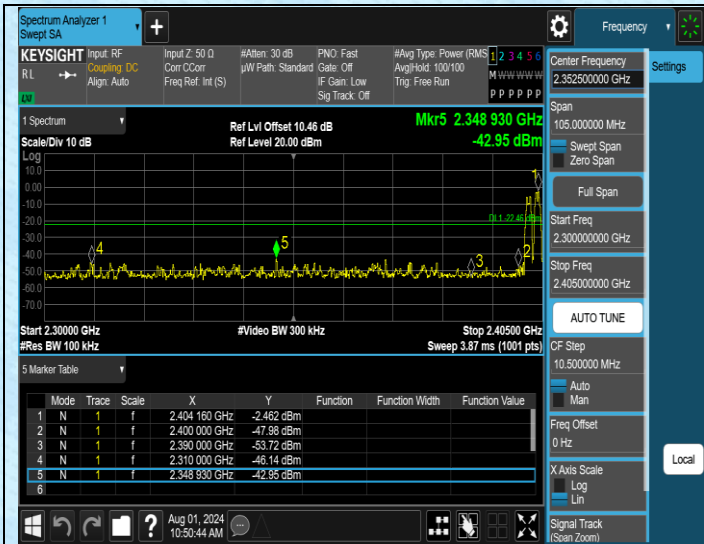 Spectrum Analyzer 1
Swept SA
+
Frequency
KEYSIGHT
RL
LXI
Input: RF
Coupling: DC
Align: Auto
Input Z: 50 Ω
Corr CCorr
Freq Ref: Int (S)
#Atten: 30 dB
µW Path: Standard
PNO: Fast
Gate: Off
IF Gain: Low
Sig Track: Off
#Avg Type: Power (RMS
Avg|Hold: 100/100
Trig: Free Run
1 2 3 4 5 6
M W W W W W
P P P P P P
1 Spectrum
Scale/Div 10 dB
Ref Lvl Offset 10.46 dB
Ref Level 20.00 dBm
Mkr5 2.348 930 GHz
-42.95 dBm
Log
10.0
0.00
-10.0
-20.0
-30.0
-40.0
-50.0
-60.0
-70.0
DL1 -22.46 dBm
1
2
3
4
5
Start 2.30000 GHz
#Res BW 100 kHz
#Video BW 300 kHz
Stop 2.40500 GHz
Sweep 3.87 ms (1001 pts)
5 Marker Table
Mode Trace Scale X Y Function Function Width Function Value
1 N 1 f 2.404 160 GHz -2.462 dBm
2 N 1 f 2.400 000 GHz -47.98 dBm
3 N 1 f 2.390 000 GHz -53.72 dBm
4 N 1 f 2.310 000 GHz -46.14 dBm
5 N 1 f 2.348 930 GHz -42.95 dBm
6
?
Aug 01, 2024
10:50:44 AM
Center Frequency
2.352500000 GHz
Span
105.000000 MHz
Swept Span
Zero Span
Full Span
Start Freq
2.300000000 GHz
Stop Freq
2.405000000 GHz
AUTO TUNE
CF Step
10.500000 MHz
Auto
Man
Freq Offset
0 Hz
X Axis Scale
Log
Lin
Signal Track
(Span Zoom)
Settings
Local